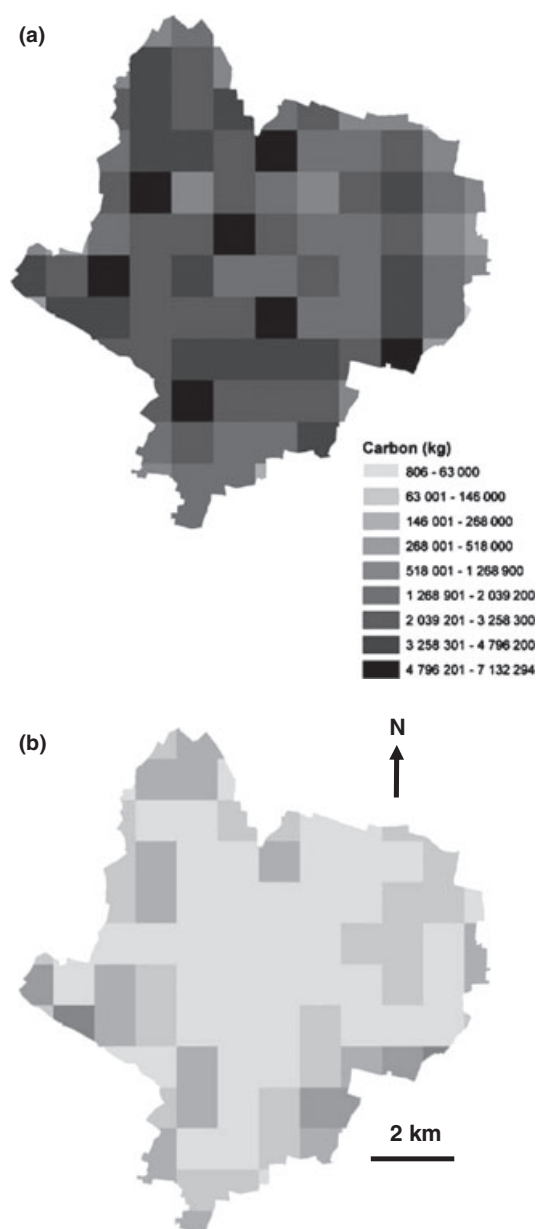 (a)
Carbon (kg)
806 - 63 000
63 001 - 146 000
146 001 - 268 000
268 001 - 518 000
518 001 - 1 268 900
1 268 901 - 2 039 200
2 039 201 - 3 258 300
3 258 301 - 4 796 200
4 796 201 - 7 132 294
(b)
N
2 km